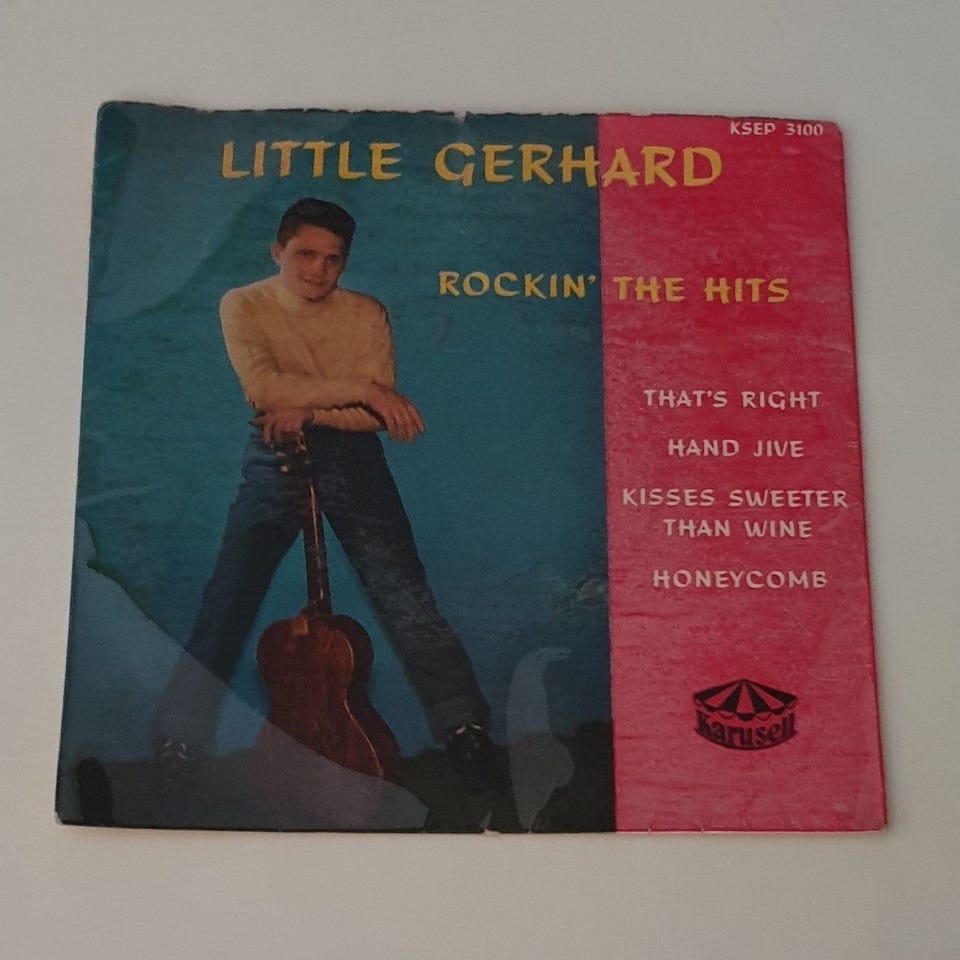 KSEP 3100
LITTLE GERHARD
ROCKIN' THE HITS
THAT'S RIGHT
HAND JIVE
KISSES SWEETER
THAN WINE
HONEYCOMB
Karusell